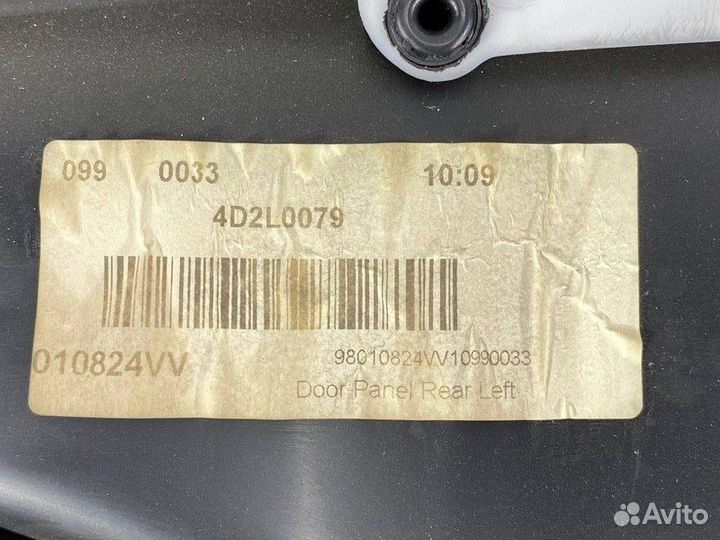 099 0033 10:09
4D2L0079
010824VV 98010824VV10990033
Door Panel Rear Left
Avito